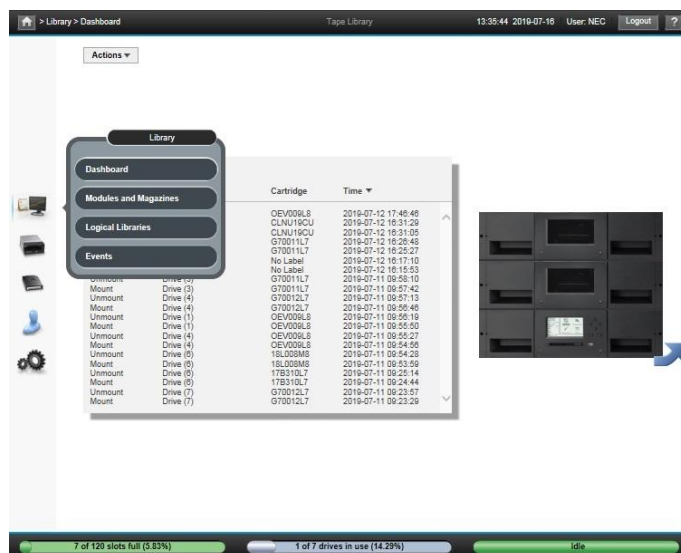 > Library > Dashboard
Tape Library
13:35:44 2019-07-16 User: NEC Logout ?
Actions
Library
Dashboard
Modules and Magazines
Logical Libraries
Events
Cartridge Time
OEV009L8 2019-07-12 17:46:46
CLNU19CU 2019-07-12 16:31:29
CLNU19CU 2019-07-12 16:31:05
G70011L7 2019-07-12 16:26:48
G70011L7 2019-07-12 16:25:27
No Label 2019-07-12 16:17:10
No Label 2019-07-12 16:15:53
Unmount Drive (3) G70011L7 2019-07-11 09:58:10
Mount Drive (3) G70011L7 2019-07-11 09:57:42
Unmount Drive (4) G70012L7 2019-07-11 09:57:13
Mount Drive (4) G70012L7 2019-07-11 09:56:46
Unmount Drive (1) OEV009L8 2019-07-11 09:56:19
Mount Drive (1) OEV009L8 2019-07-11 09:55:50
Unmount Drive (4) OEV009L8 2019-07-11 09:55:27
Mount Drive (4) OEV009L8 2019-07-11 09:54:56
Unmount Drive (6) 18L008M8 2019-07-11 09:54:28
Mount Drive (6) 18L008M8 2019-07-11 09:53:59
Unmount Drive (6) 17B310L7 2019-07-11 09:25:14
Mount Drive (6) 17B310L7 2019-07-11 09:24:44
Unmount Drive (7) G70012L7 2019-07-11 09:23:57
Mount Drive (7) G70012L7 2019-07-11 09:23:29
7 of 120 slots full (5.83%)
1 of 7 drives in use (14.29%)
Idle